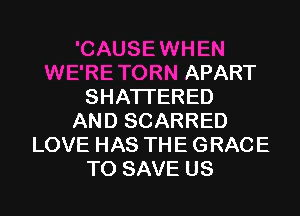 'CAUSE WHEN
WE'RE TORN APART
SHATTERED
AND SCARRED
LOVE HAS THE GRACE
TO SAVE US